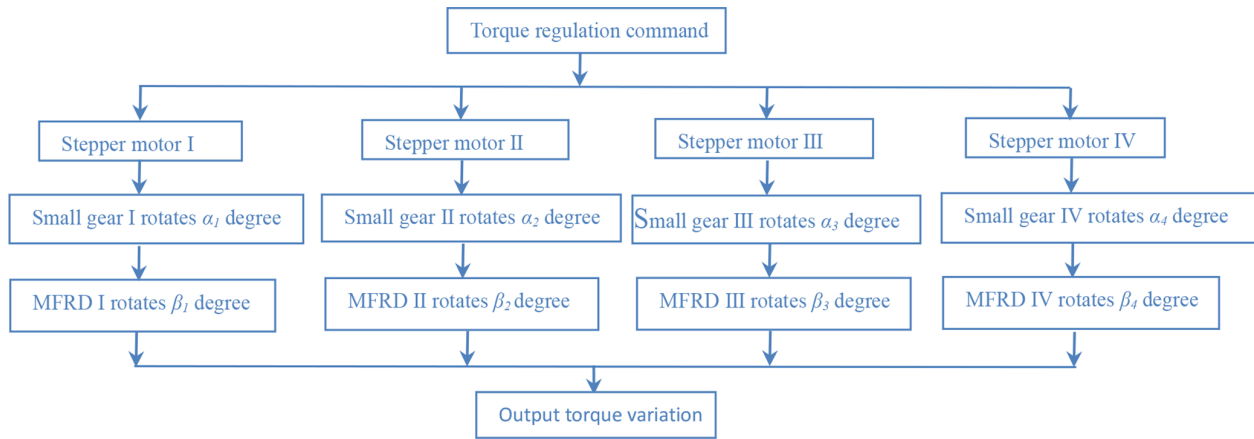 Torque regulation command
Stepper motor I
Stepper motor II
Stepper motor III
Stepper motor IV
Small gear I rotates α₁ degree
Small gear II rotates α₂ degree
Small gear III rotates α₃ degree
Small gear IV rotates α₄ degree
MFRD I rotates β₁ degree
MFRD II rotates β₂ degree
MFRD III rotates β₃ degree
MFRD IV rotates β₄ degree
Output torque variation